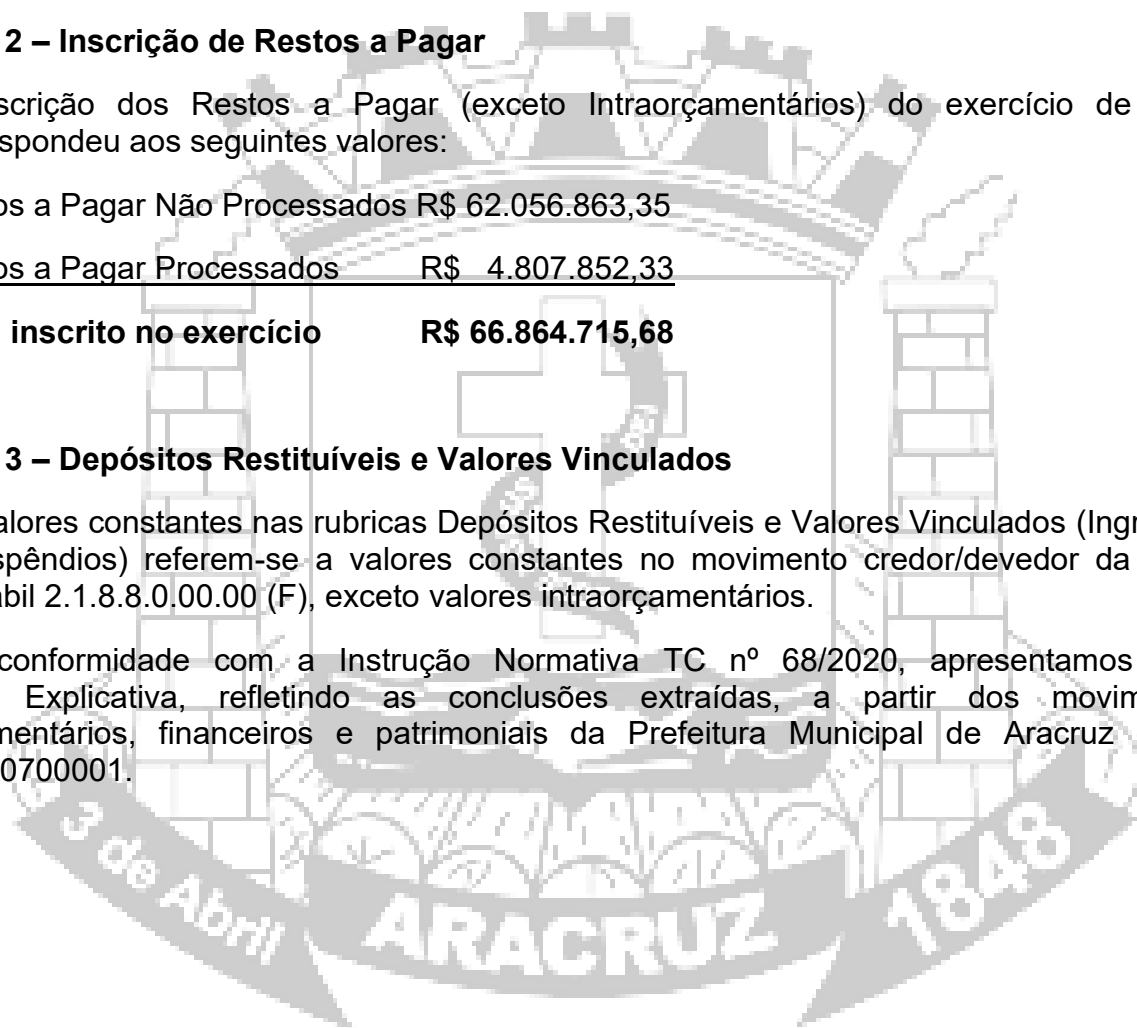 2 – Inscrição de Restos a Pagar
scrição dos Restos a Pagar (exceto Intraorçamentários) do exercício de
spondeu aos seguintes valores:
os a Pagar Não Processados R$ 62.056.863,35
os a Pagar Processados R$ 4.807.852,33
inscrito no exercício R$ 66.864.715,68
3 – Depósitos Restituíveis e Valores Vinculados
alores constantes nas rubricas Depósitos Restituíveis e Valores Vinculados (Ingr
spêndios) referem-se a valores constantes no movimento credor/devedor da
ábil 2.1.8.8.0.00.00 (F), exceto valores intraorçamentários.
conformidade com a Instrução Normativa TC nº 68/2020, apresentamos
Explicativa, refletindo as conclusões extraídas, a partir dos movim
mentários, financeiros e patrimoniais da Prefeitura Municipal de Aracruz
0700001.
3 de Abril
ARACRUZ
1848